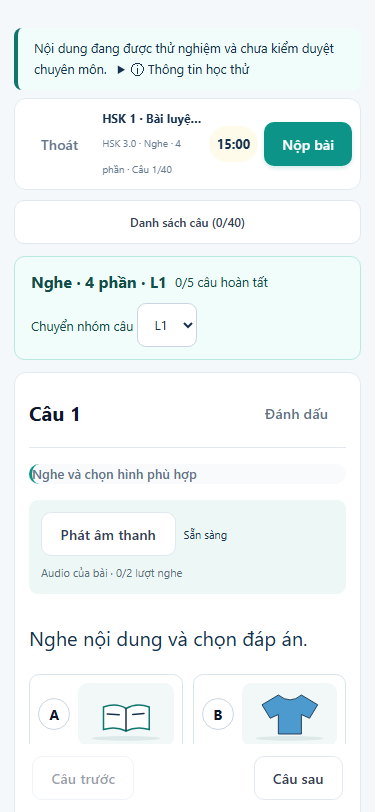 Nội dung đang được thử nghiệm và chưa kiểm duyệt
chuyên môn. ▶ ⓘ Thông tin học thử
Thoát
HSK 1 · Bài luyệ...
HSK 3.0 · Nghe · 4
phần · Câu 1/40
15:00
Nộp bài
Danh sách câu (0/40)
Nghe · 4 phần · L1 0/5 câu hoàn tất
Chuyển nhóm câu L1
Câu 1
Đánh dấu
Nghe và chọn hình phù hợp
Phát âm thanh
Sẵn sàng
Audio của bài · 0/2 lượt nghe
Nghe nội dung và chọn đáp án.
A
B
Câu trước
Câu sau